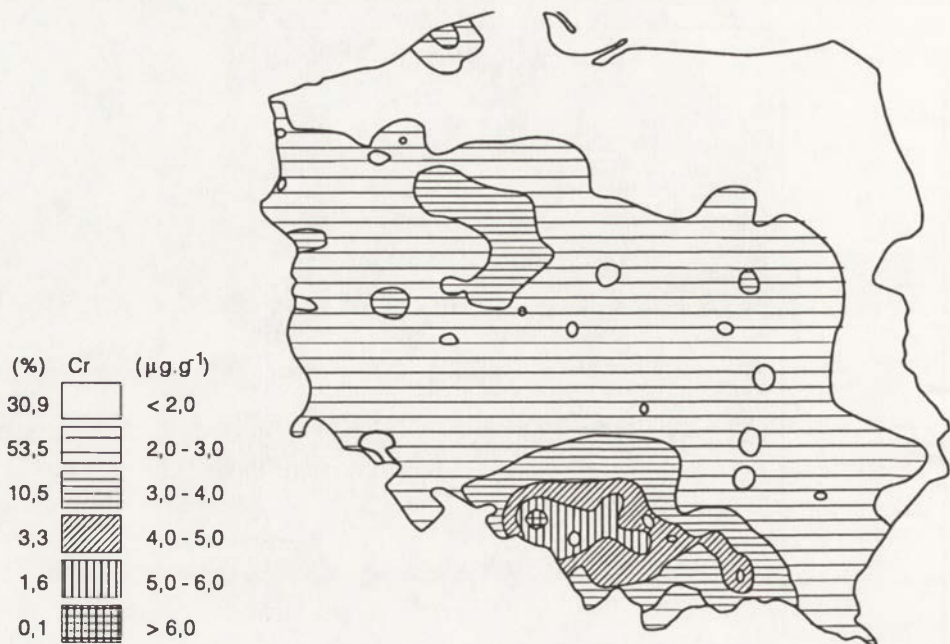 (%) Cr (µg.g⁻¹)
30,9 < 2,0
53,5 2,0 - 3,0
10,5 3,0 - 4,0
3,3 4,0 - 5,0
1,6 5,0 - 6,0
0,1 > 6,0